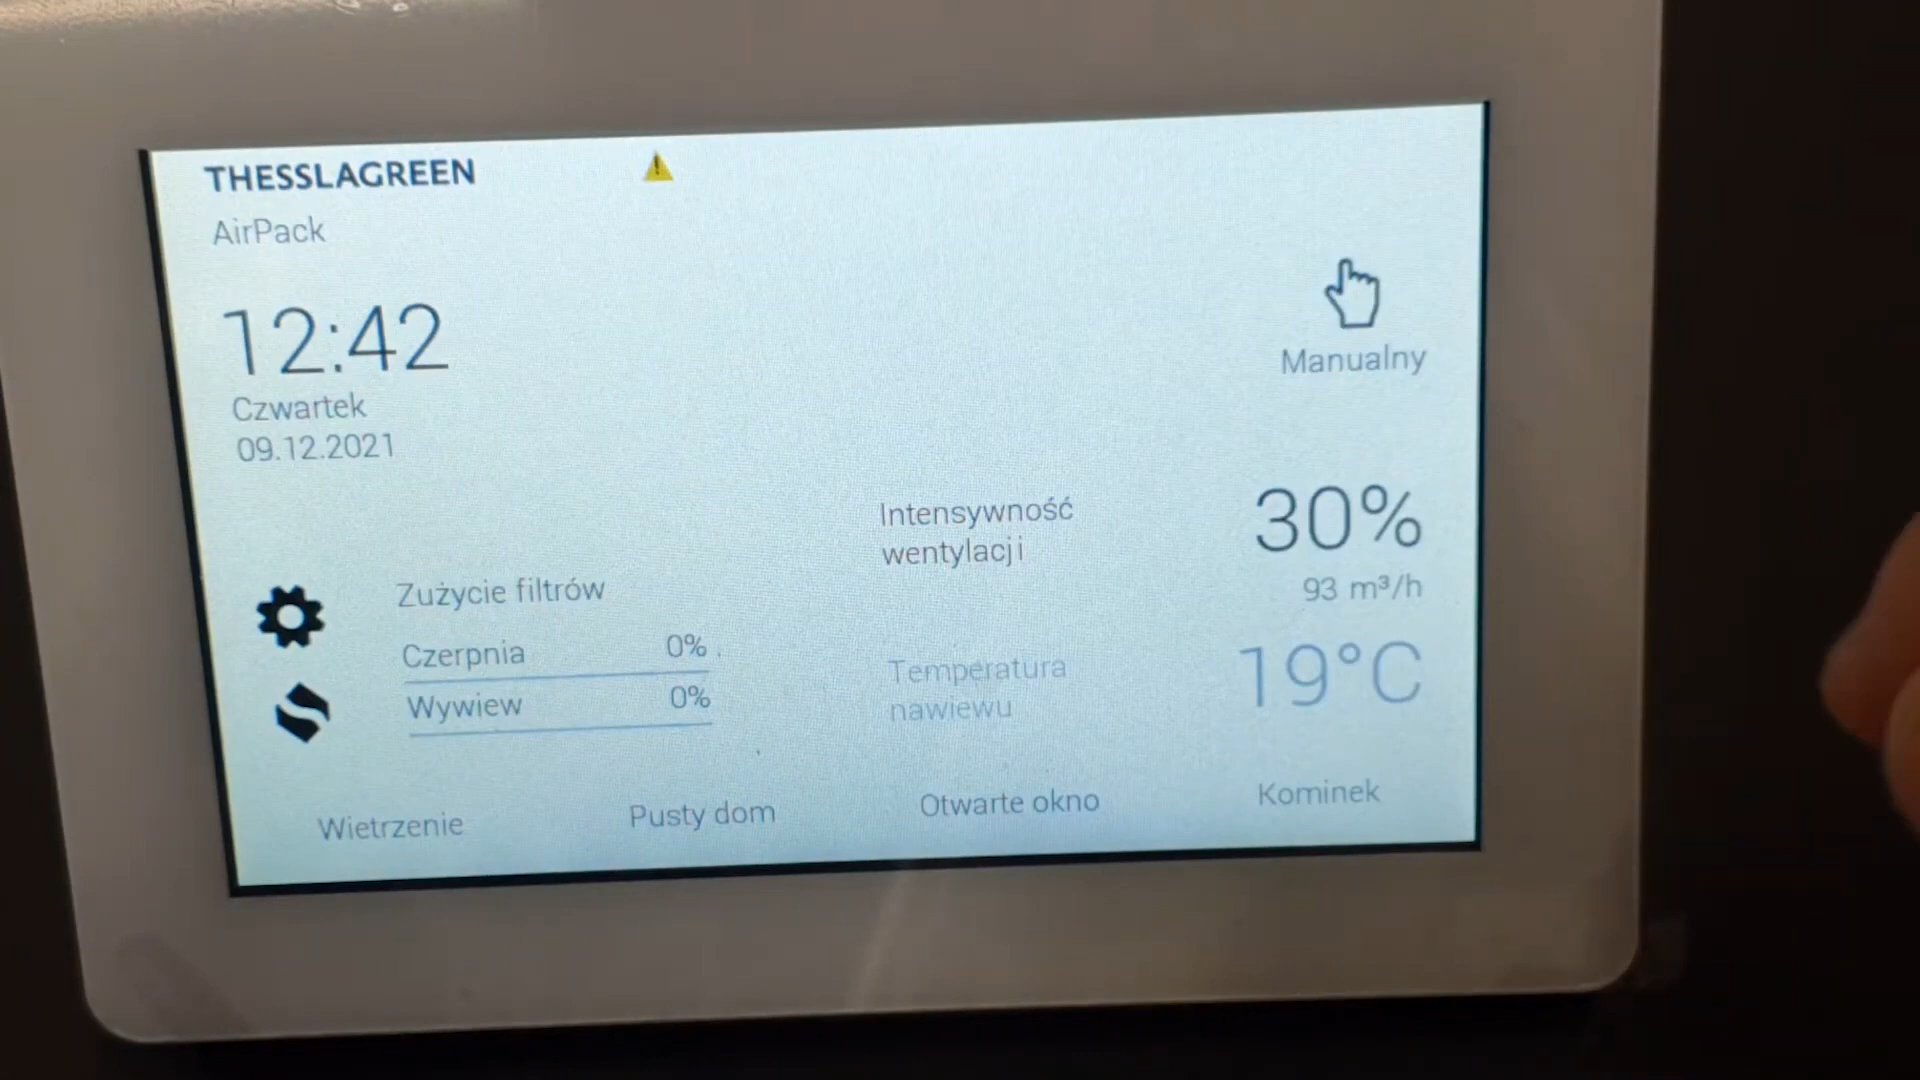 THESSLAGREEN
AirPack
12:42
Czwartek
09.12.2021
Manualny
Intensywność
wentylacji
30%
93 m³/h
Zużycie filtrów
Czerpnia 0%
Wywiew 0%
Temperatura
nawiewu
19°C
Wietrzenie
Pusty dom
Otwarte okno
Kominek